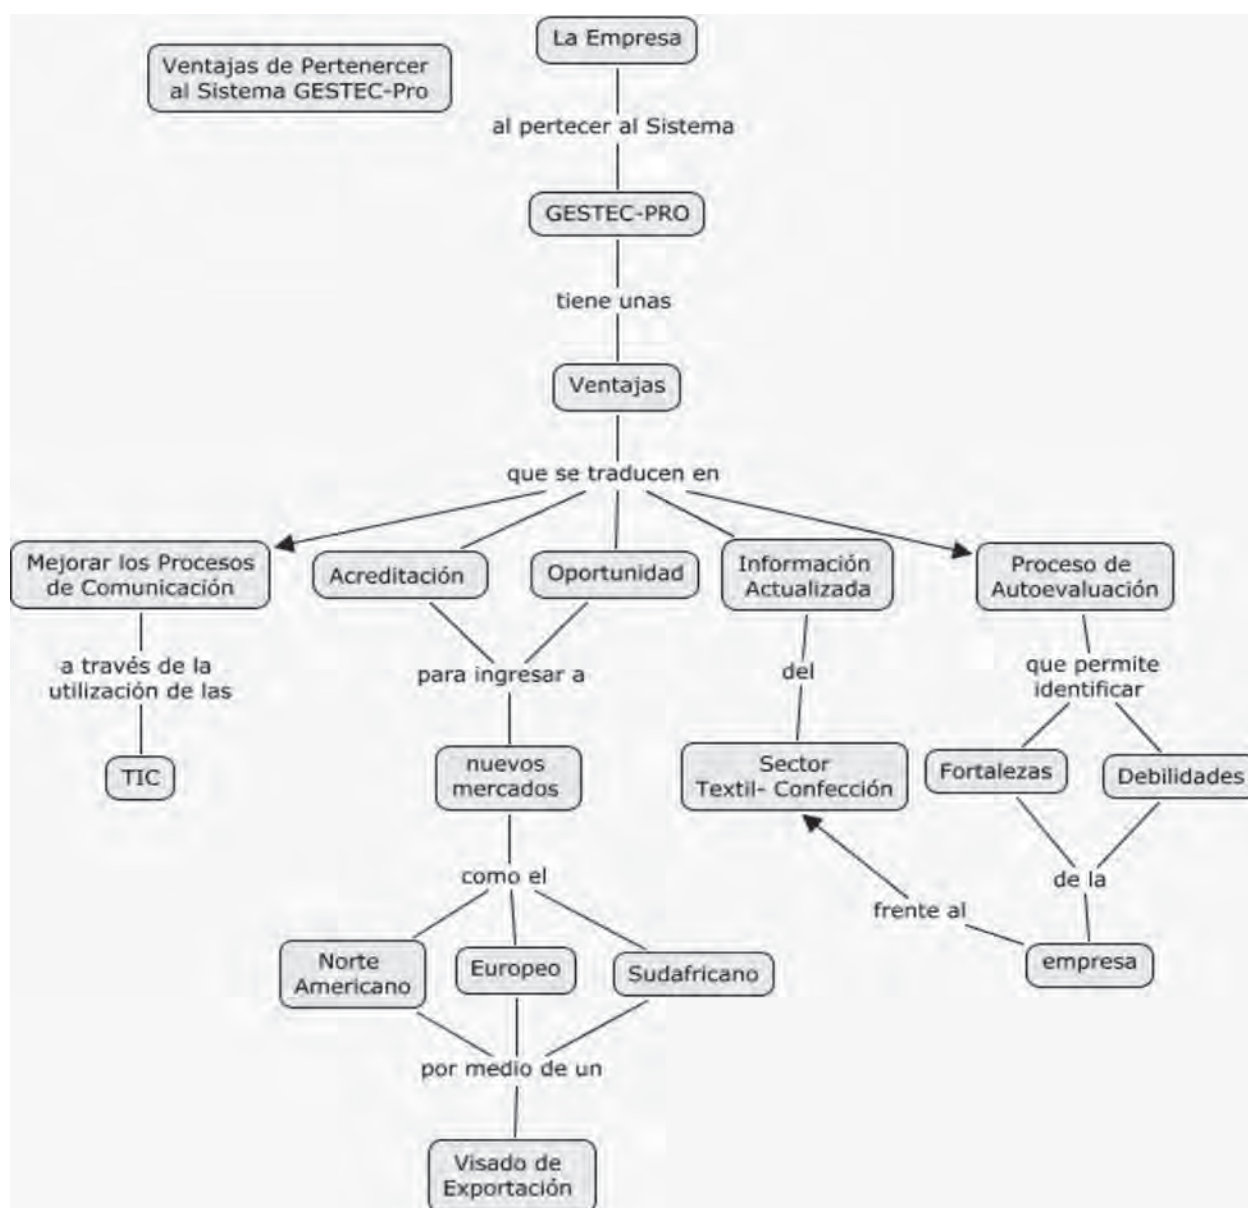 Ventajas de Pertenercer
al Sistema GESTEC-Pro
La Empresa
al pertecer al Sistema
GESTEC-PRO
tiene unas
Ventajas
que se traducen en
Mejorar los Procesos
de Comunicación
Acreditación
Oportunidad
Información
Actualizada
Proceso de
Autoevaluación
a través de la
utilización de las
para ingresar a
del
que permite
identificar
TIC
nuevos
mercados
Sector
Textil- Confección
Fortalezas
Debilidades
como el
de la
frente al
Norte
Americano
Europeo
Sudafricano
empresa
por medio de un
Visado de
Exportación